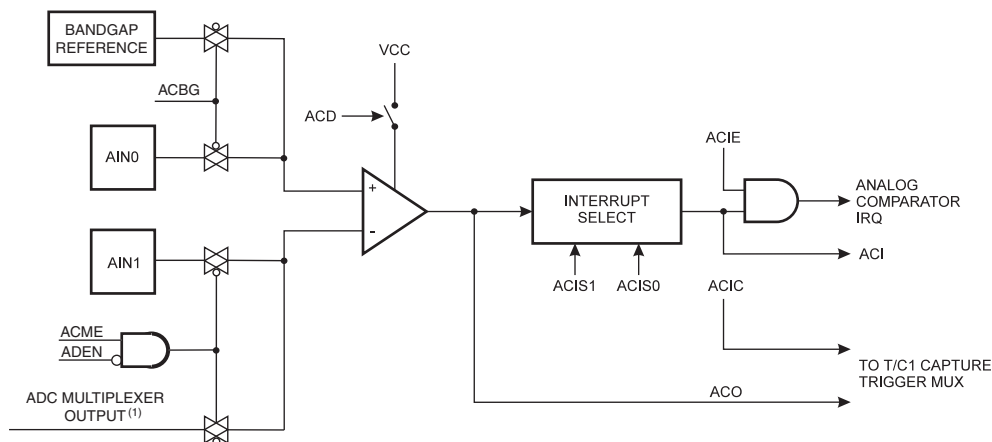 BANDGAP
REFERENCE
VCC
ACBG
ACD
ACIE
AIN0
INTERRUPT
SELECT
ANALOG
COMPARATOR
IRQ
+
-
AIN1
ACI
ACIS1 ACIS0 ACIC
ACME
ADEN
TO T/C1 CAPTURE
TRIGGER MUX
ADC MULTIPLEXER
OUTPUT(1)
ACO